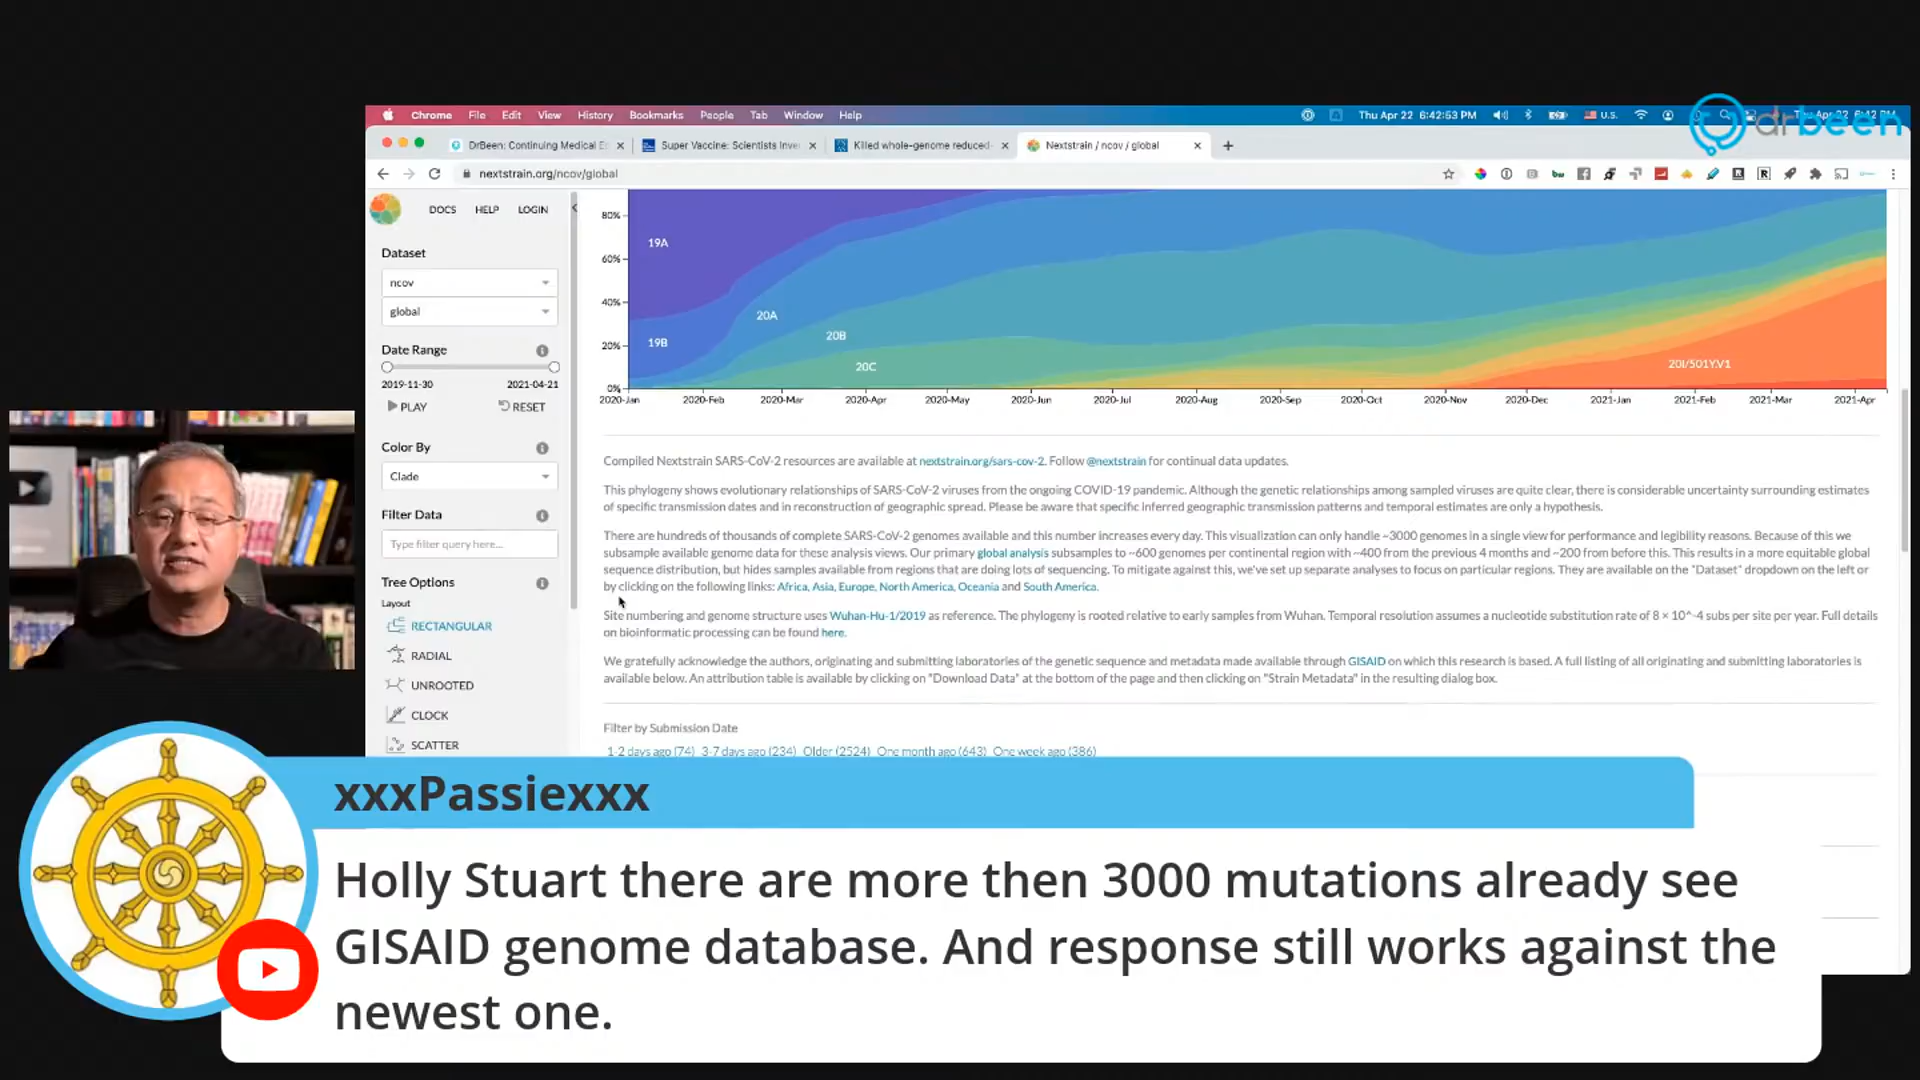 Chrome File Edit View History Bookmarks People Tab Window Help
Thu Apr 22 6:42:53 PM
U.S.
drbeen
DrBeen: Continuing Medical E
Super Vaccine: Scientists Inve
Killed whole-genome reduced-
Nextstrain / ncov / global
nextstrain.org/ncov/global
DOCS HELP LOGIN
Dataset
ncov
global
Date Range
2019-11-30 2021-04-21
PLAY RESET
Color By
Clade
Filter Data
Type filter query here...
Tree Options
Layout
RECTANGULAR
RADIAL
UNROOTED
CLOCK
SCATTER
80%
60%
40%
20%
0%
19A
19B
20A
20B
20C
20I/501Y.V1
2020-Jan 2020-Feb 2020-Mar 2020-Apr 2020-May 2020-Jun 2020-Jul 2020-Aug 2020-Sep 2020-Oct 2020-Nov 2020-Dec 2021-Jan 2021-Feb 2021-Mar 2021-Apr
Compiled Nextstrain SARS-CoV-2 resources are available at nextstrain.org/sars-cov-2. Follow @nextstrain for continual data updates.
This phylogeny shows evolutionary relationships of SARS-CoV-2 viruses from the ongoing COVID-19 pandemic. Although the genetic relationships among sampled viruses are quite clear, there is considerable uncertainty surrounding estimates
of specific transmission dates and in reconstruction of geographic spread. Please be aware that specific inferred geographic transmission patterns and temporal estimates are only a hypothesis.
There are hundreds of thousands of complete SARS-CoV-2 genomes available and this number increases every day. This visualization can only handle ~3000 genomes in a single view for performance and legibility reasons. Because of this we
subsample available genome data for these analysis views. Our primary global analysis subsamples to ~600 genomes per continental region with ~400 from the previous 4 months and ~200 from before this. This results in a more equitable global
sequence distribution, but hides samples available from regions that are doing lots of sequencing. To mitigate against this, we've set up separate analyses to focus on particular regions. They are available on the "Dataset" dropdown on the left or
by clicking on the following links: Africa, Asia, Europe, North America, Oceania and South America.
Site numbering and genome structure uses Wuhan-Hu-1/2019 as reference. The phylogeny is rooted relative to early samples from Wuhan. Temporal resolution assumes a nucleotide substitution rate of 8 × 10^-4 subs per site per year. Full details
on bioinformatic processing can be found here.
We gratefully acknowledge the authors, originating and submitting laboratories of the genetic sequence and metadata made available through GISAID on which this research is based. A full listing of all originating and submitting laboratories is
available below. An attribution table is available by clicking on "Download Data" at the bottom of the page and then clicking on "Strain Metadata" in the resulting dialog box.
Filter by Submission Date
1-2 days ago (74) 3-7 days ago (234) Older (2524) One month ago (643) One week ago (386)
xxxPassiexxx
Holly Stuart there are more then 3000 mutations already see
GISAID genome database. And response still works against the
newest one.